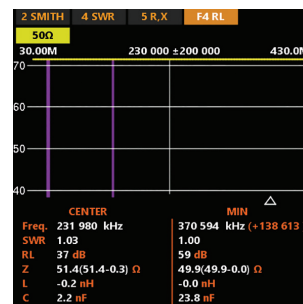 2 SMITH 4 SWR 5 R,X F4 RL
50Ω
30.00M 230 000 ±200 000 430.0M
70
60
50
40
CENTER MIN
Freq. 231 980 kHz 370 594 kHz (+138 613
SWR 1.03 1.00
RL 37 dB 59 dB
Z 51.4(51.4-0.3) Ω 49.9(49.9-0.0) Ω
L -0.2 nH -0.0 nH
C 2.2 nF 23.8 nF